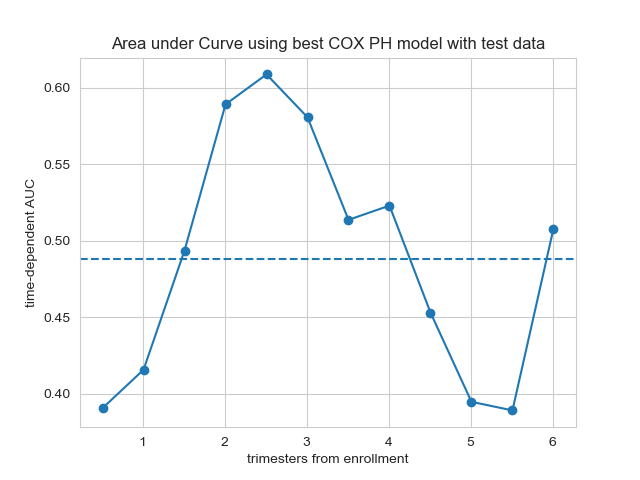 Area under Curve using best COX PH model with test data
time-dependent AUC
0.60
0.55
0.50
0.45
0.40
1 2 3 4 5 6
trimesters from enrollment